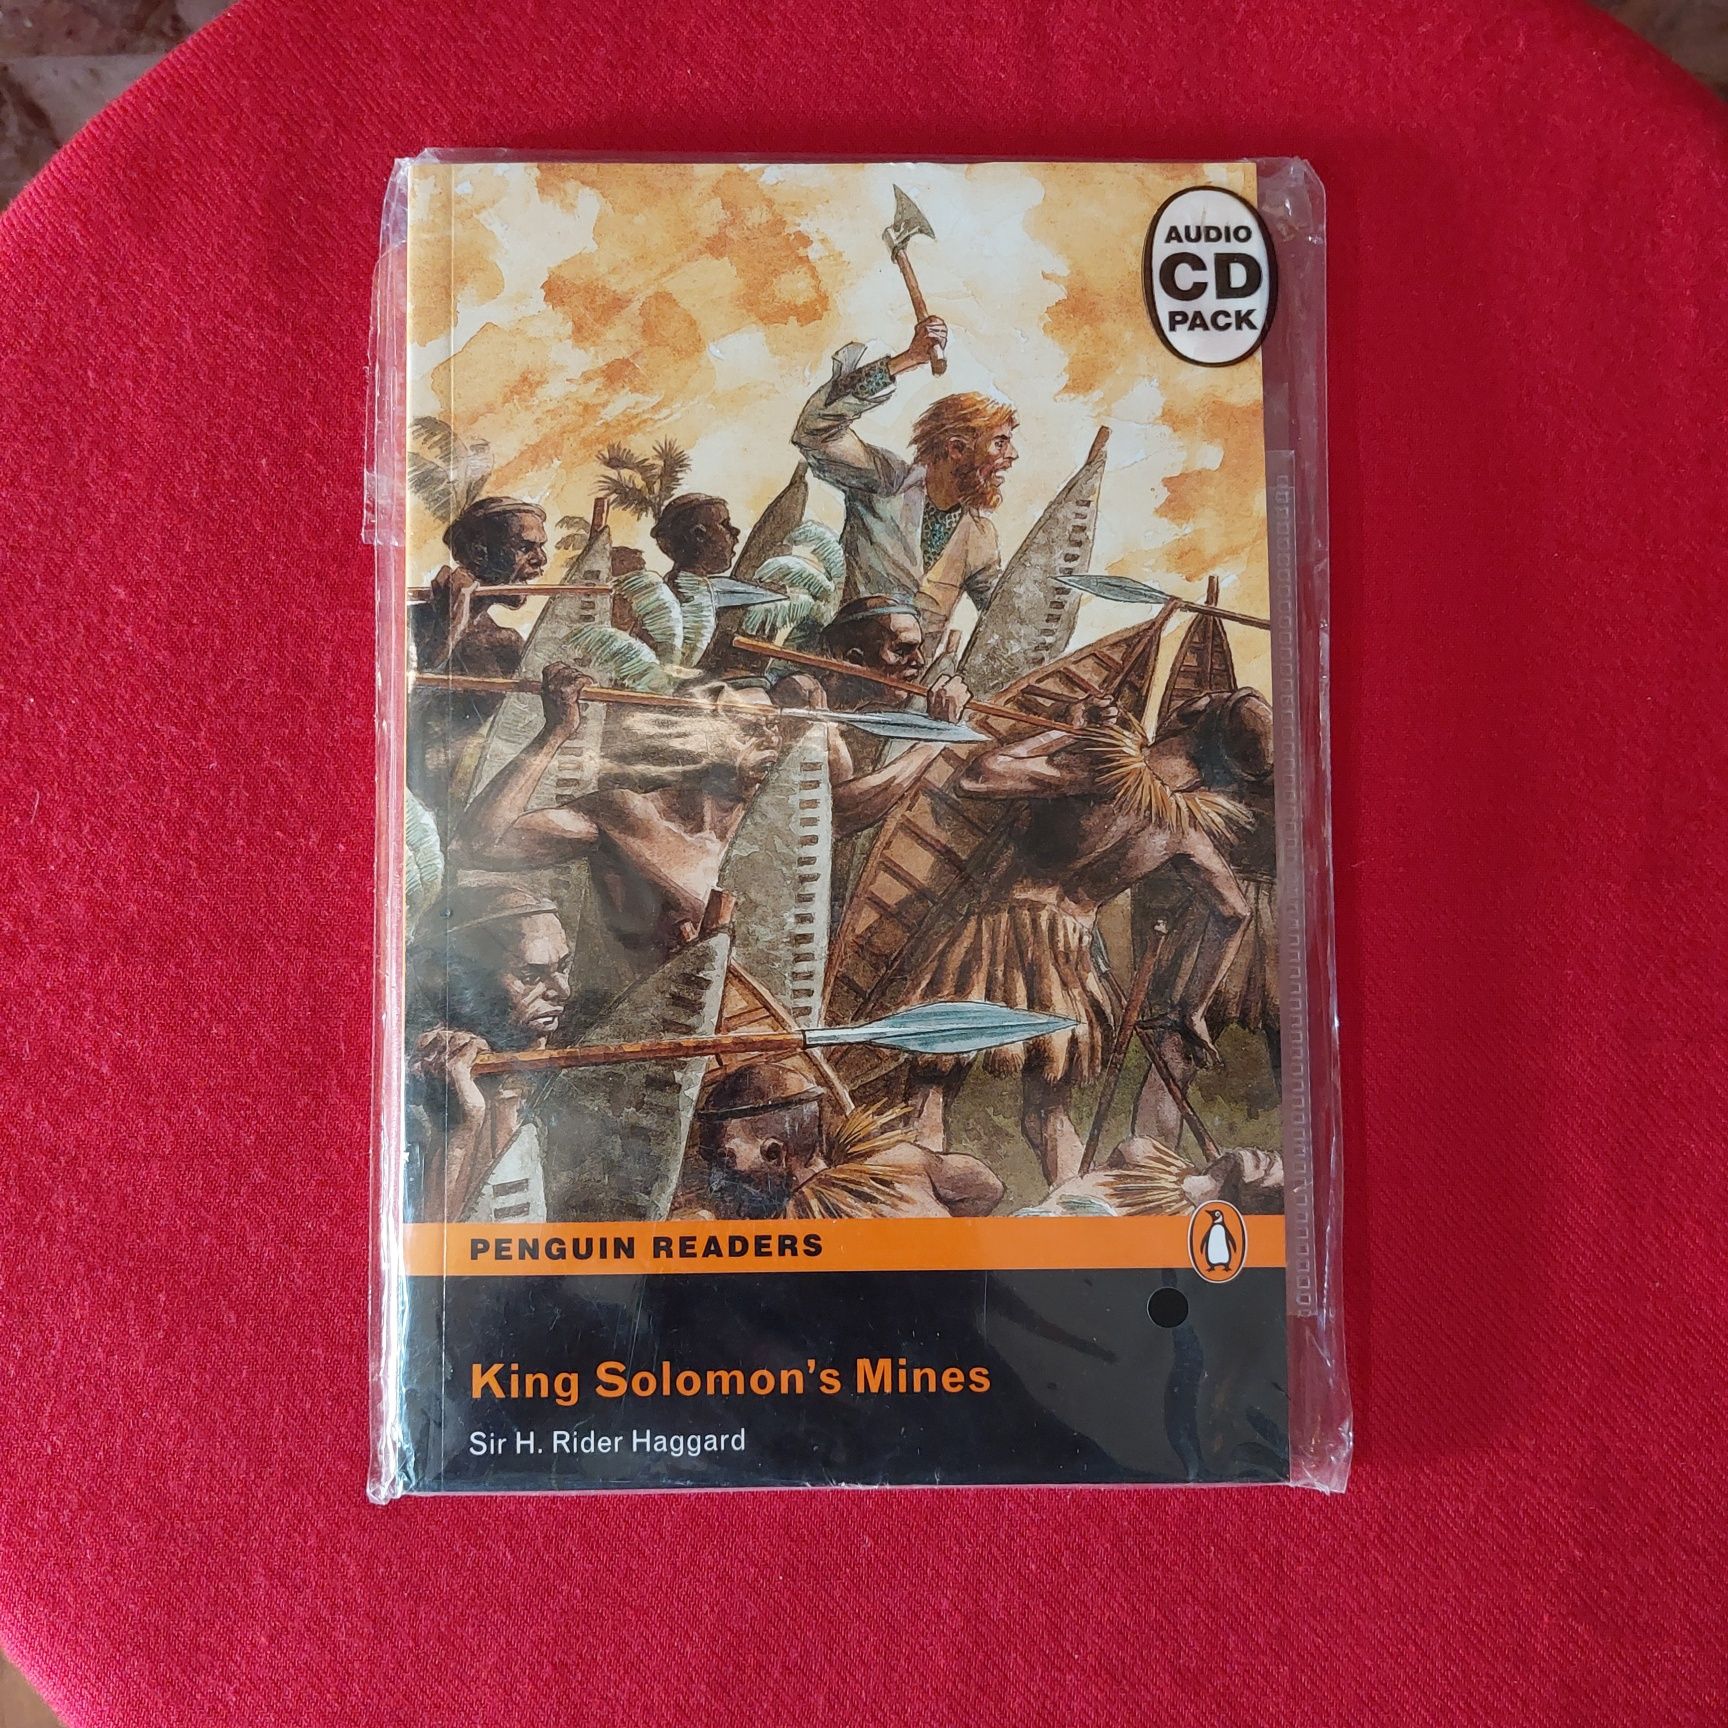 AUDIO
CD
PACK
PENGUIN READERS
King Solomon's Mines
Sir H. Rider Haggard